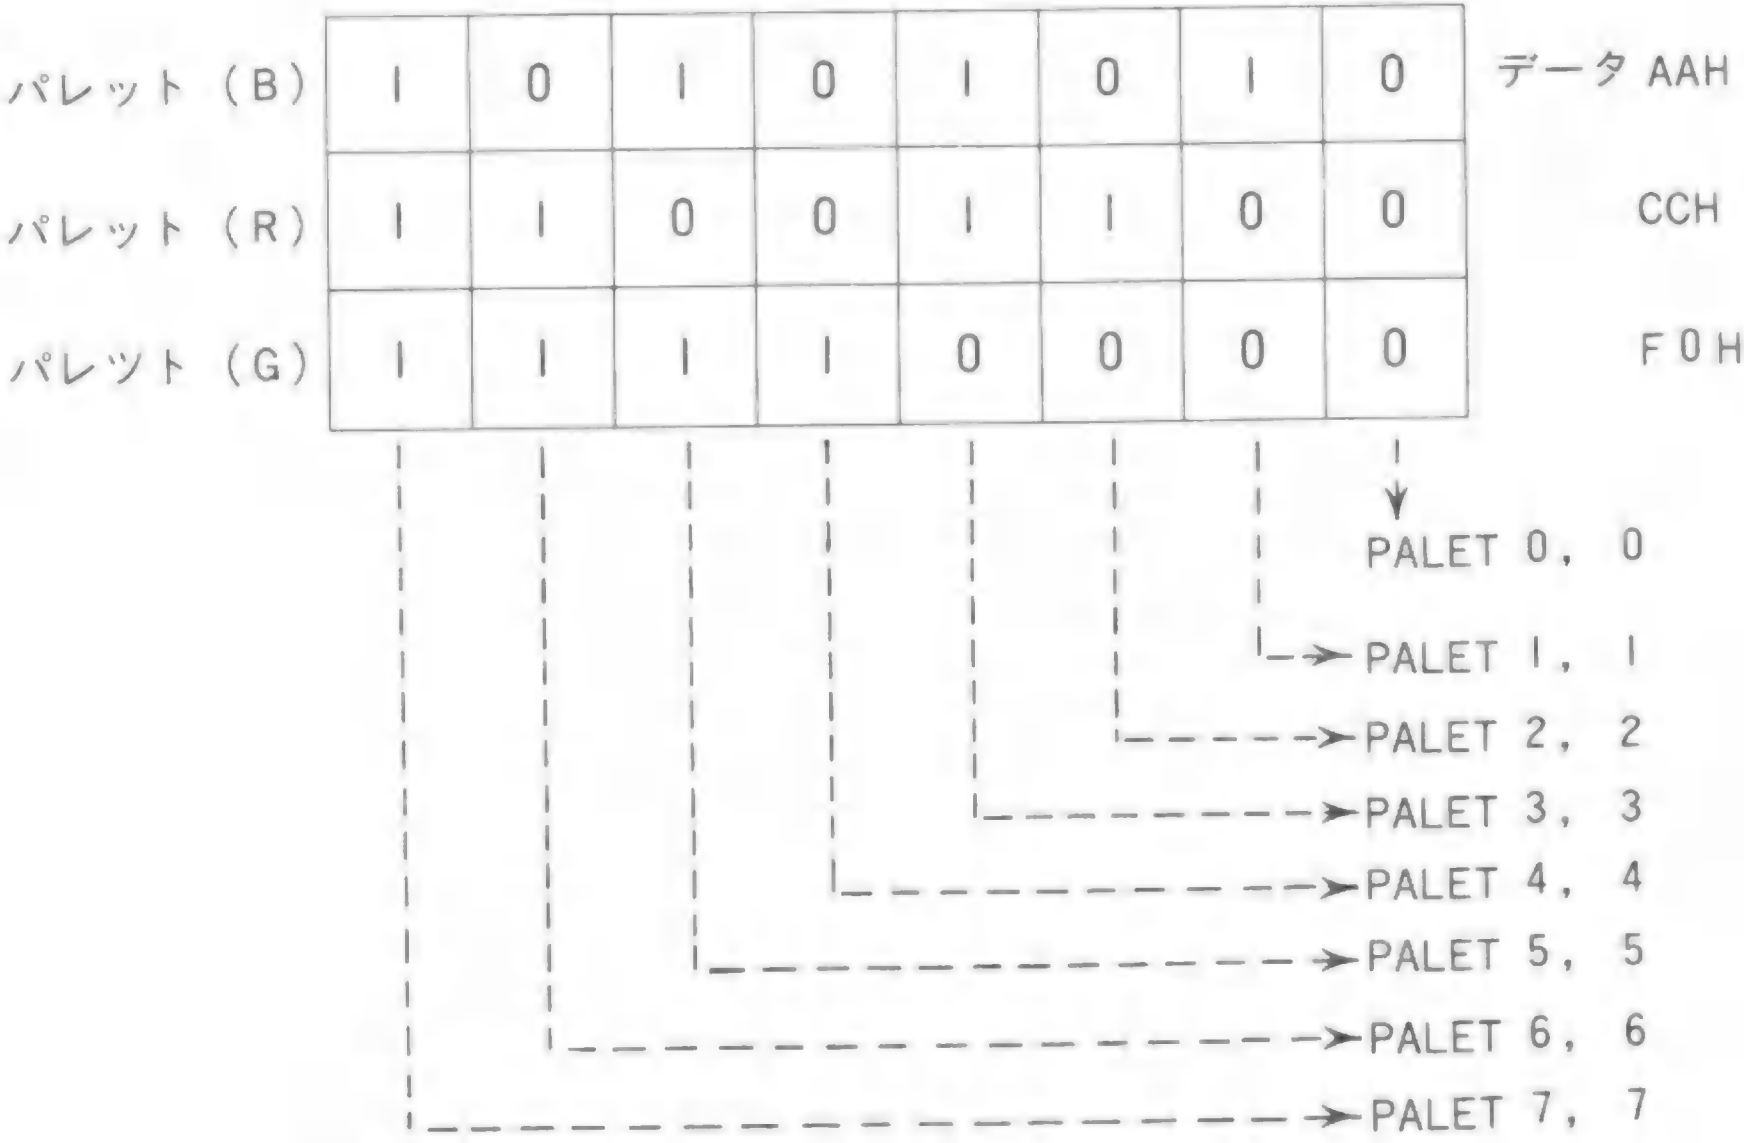 パレット (B) 1 0 1 0 1 0 1 0 データ AAH
パレット (R) 1 1 0 0 1 1 0 0 CCH
パレット (G) 1 1 1 1 0 0 0 0 F0H
PALET 0, 0
PALET 1, 1
PALET 2, 2
PALET 3, 3
PALET 4, 4
PALET 5, 5
PALET 6, 6
PALET 7, 7